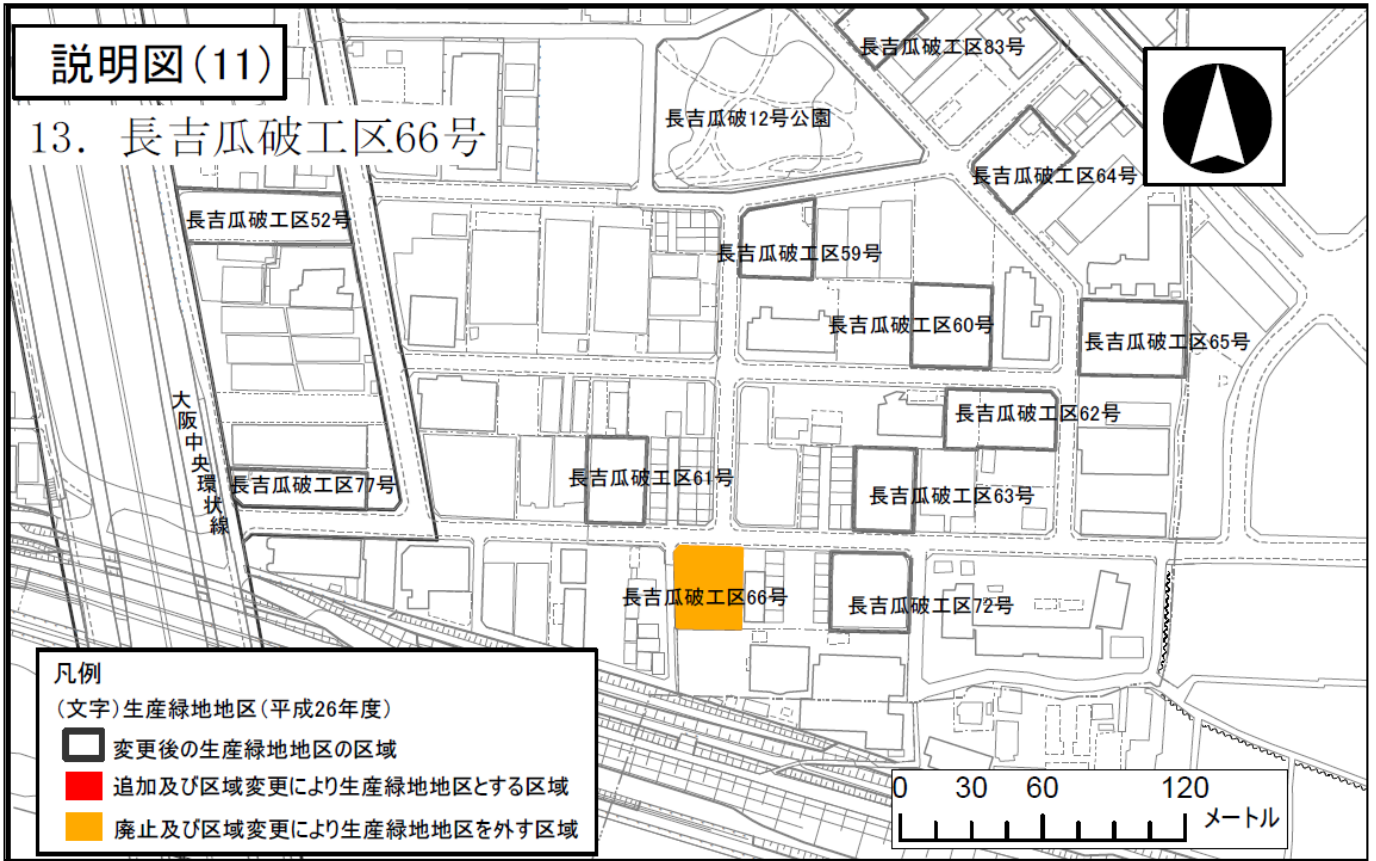 説明図(11)
13. 長吉瓜破工区66号
長吉瓜破工区83号
長吉瓜破12号公園
長吉瓜破工区64号
長吉瓜破工区52号
長吉瓜破工区59号
長吉瓜破工区60号
長吉瓜破工区65号
大阪中央環状線
長吉瓜破工区62号
長吉瓜破工区77号
長吉瓜破工区61号
長吉瓜破工区63号
長吉瓜破工区66号
長吉瓜破工区72号
凡例
(文字)生産緑地地区(平成26年度)
変更後の生産緑地地区の区域
追加及び区域変更により生産緑地地区とする区域
廃止及び区域変更により生産緑地地区を外す区域
0 30 60 120
メートル